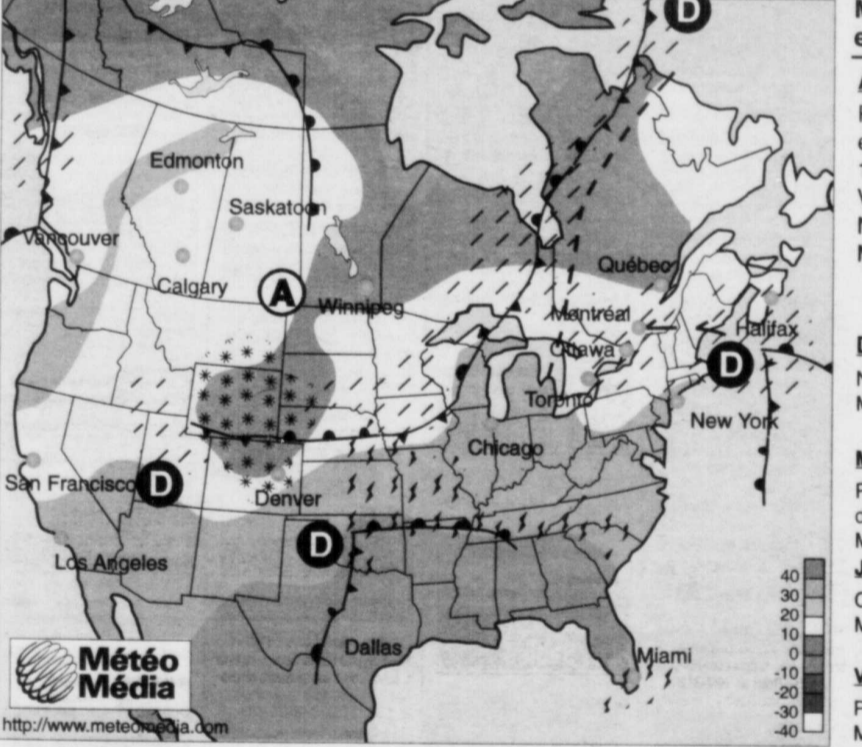 D
Edmonton
Saskatoon
Vancouver
Calgary
A
Winnipeg
Québec
Montréal
Ottawa
Halifax
D
Toronto
New York
Chicago
San Francisco
D
Denver
D
Los Angeles
Dallas
Miami
40
30
20
10
0
-10
-20
-30
-40
Météo
Média
http://www.meteomedia.com